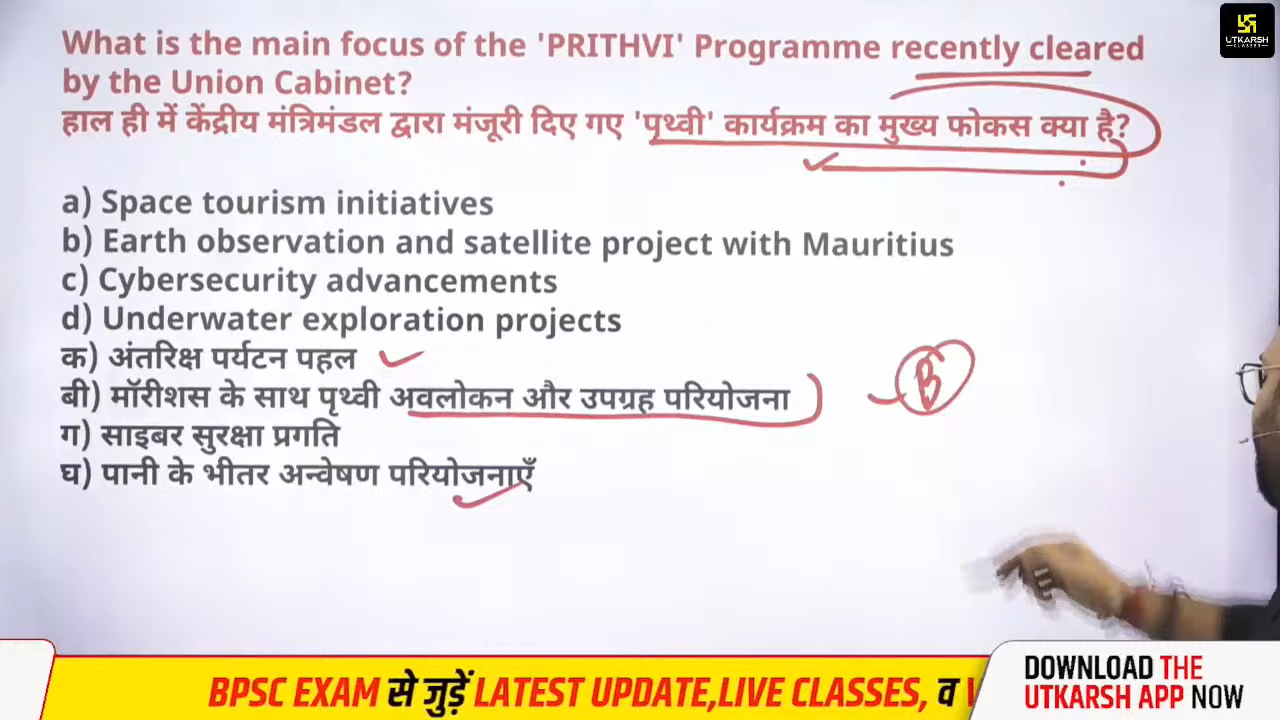 UTKARSH
CLASSES
What is the main focus of the 'PRITHVI' Programme recently cleared
by the Union Cabinet?
हाल ही में केंद्रीय मंत्रिमंडल द्वारा मंजूरी दिए गए 'पृथ्वी' कार्यक्रम का मुख्य फोकस क्या है?
a) Space tourism initiatives
b) Earth observation and satellite project with Mauritius
c) Cybersecurity advancements
d) Underwater exploration projects
क) अंतरिक्ष पर्यटन पहल
बी) मॉरीशस के साथ पृथ्वी अवलोकन और उपग्रह परियोजना
B
ग) साइबर सुरक्षा प्रगति
घ) पानी के भीतर अन्वेषण परियोजनाएँ
BPSC EXAM से जुड़ें LATEST UPDATE,LIVE CLASSES, व
DOWNLOAD THE
UTKARSH APP NOW